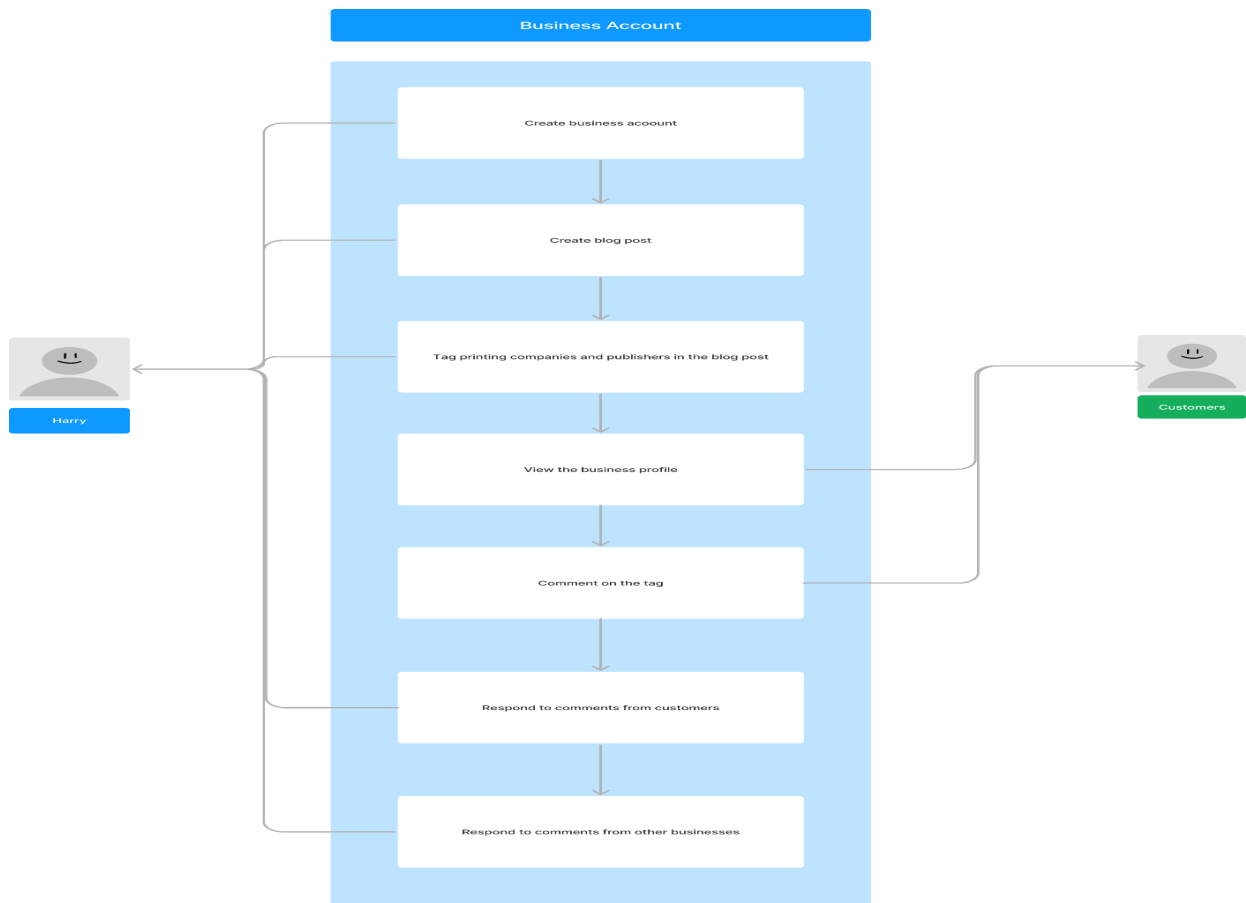 Business Account
Create business acoount
Create blog post
Tag printing companies and publishers in the blog post
Harry
Customers
View the business profile
Comment on the tag
Respond to comments from customers
Respond to comments from other businesses